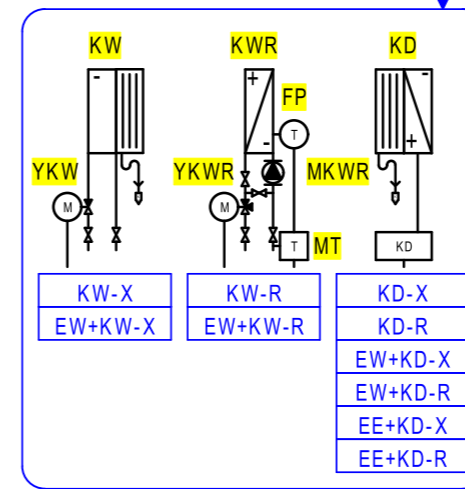 KW KWR KD
- + -
FP
T
- +
YKW YKWR MKWR
M M
T MT KD
KW-X KW-R KD-X
EW+KW-X EW+KW-R KD-R
EW+KD-X
EW+KD-R
EE+KD-X
EE+KD-R